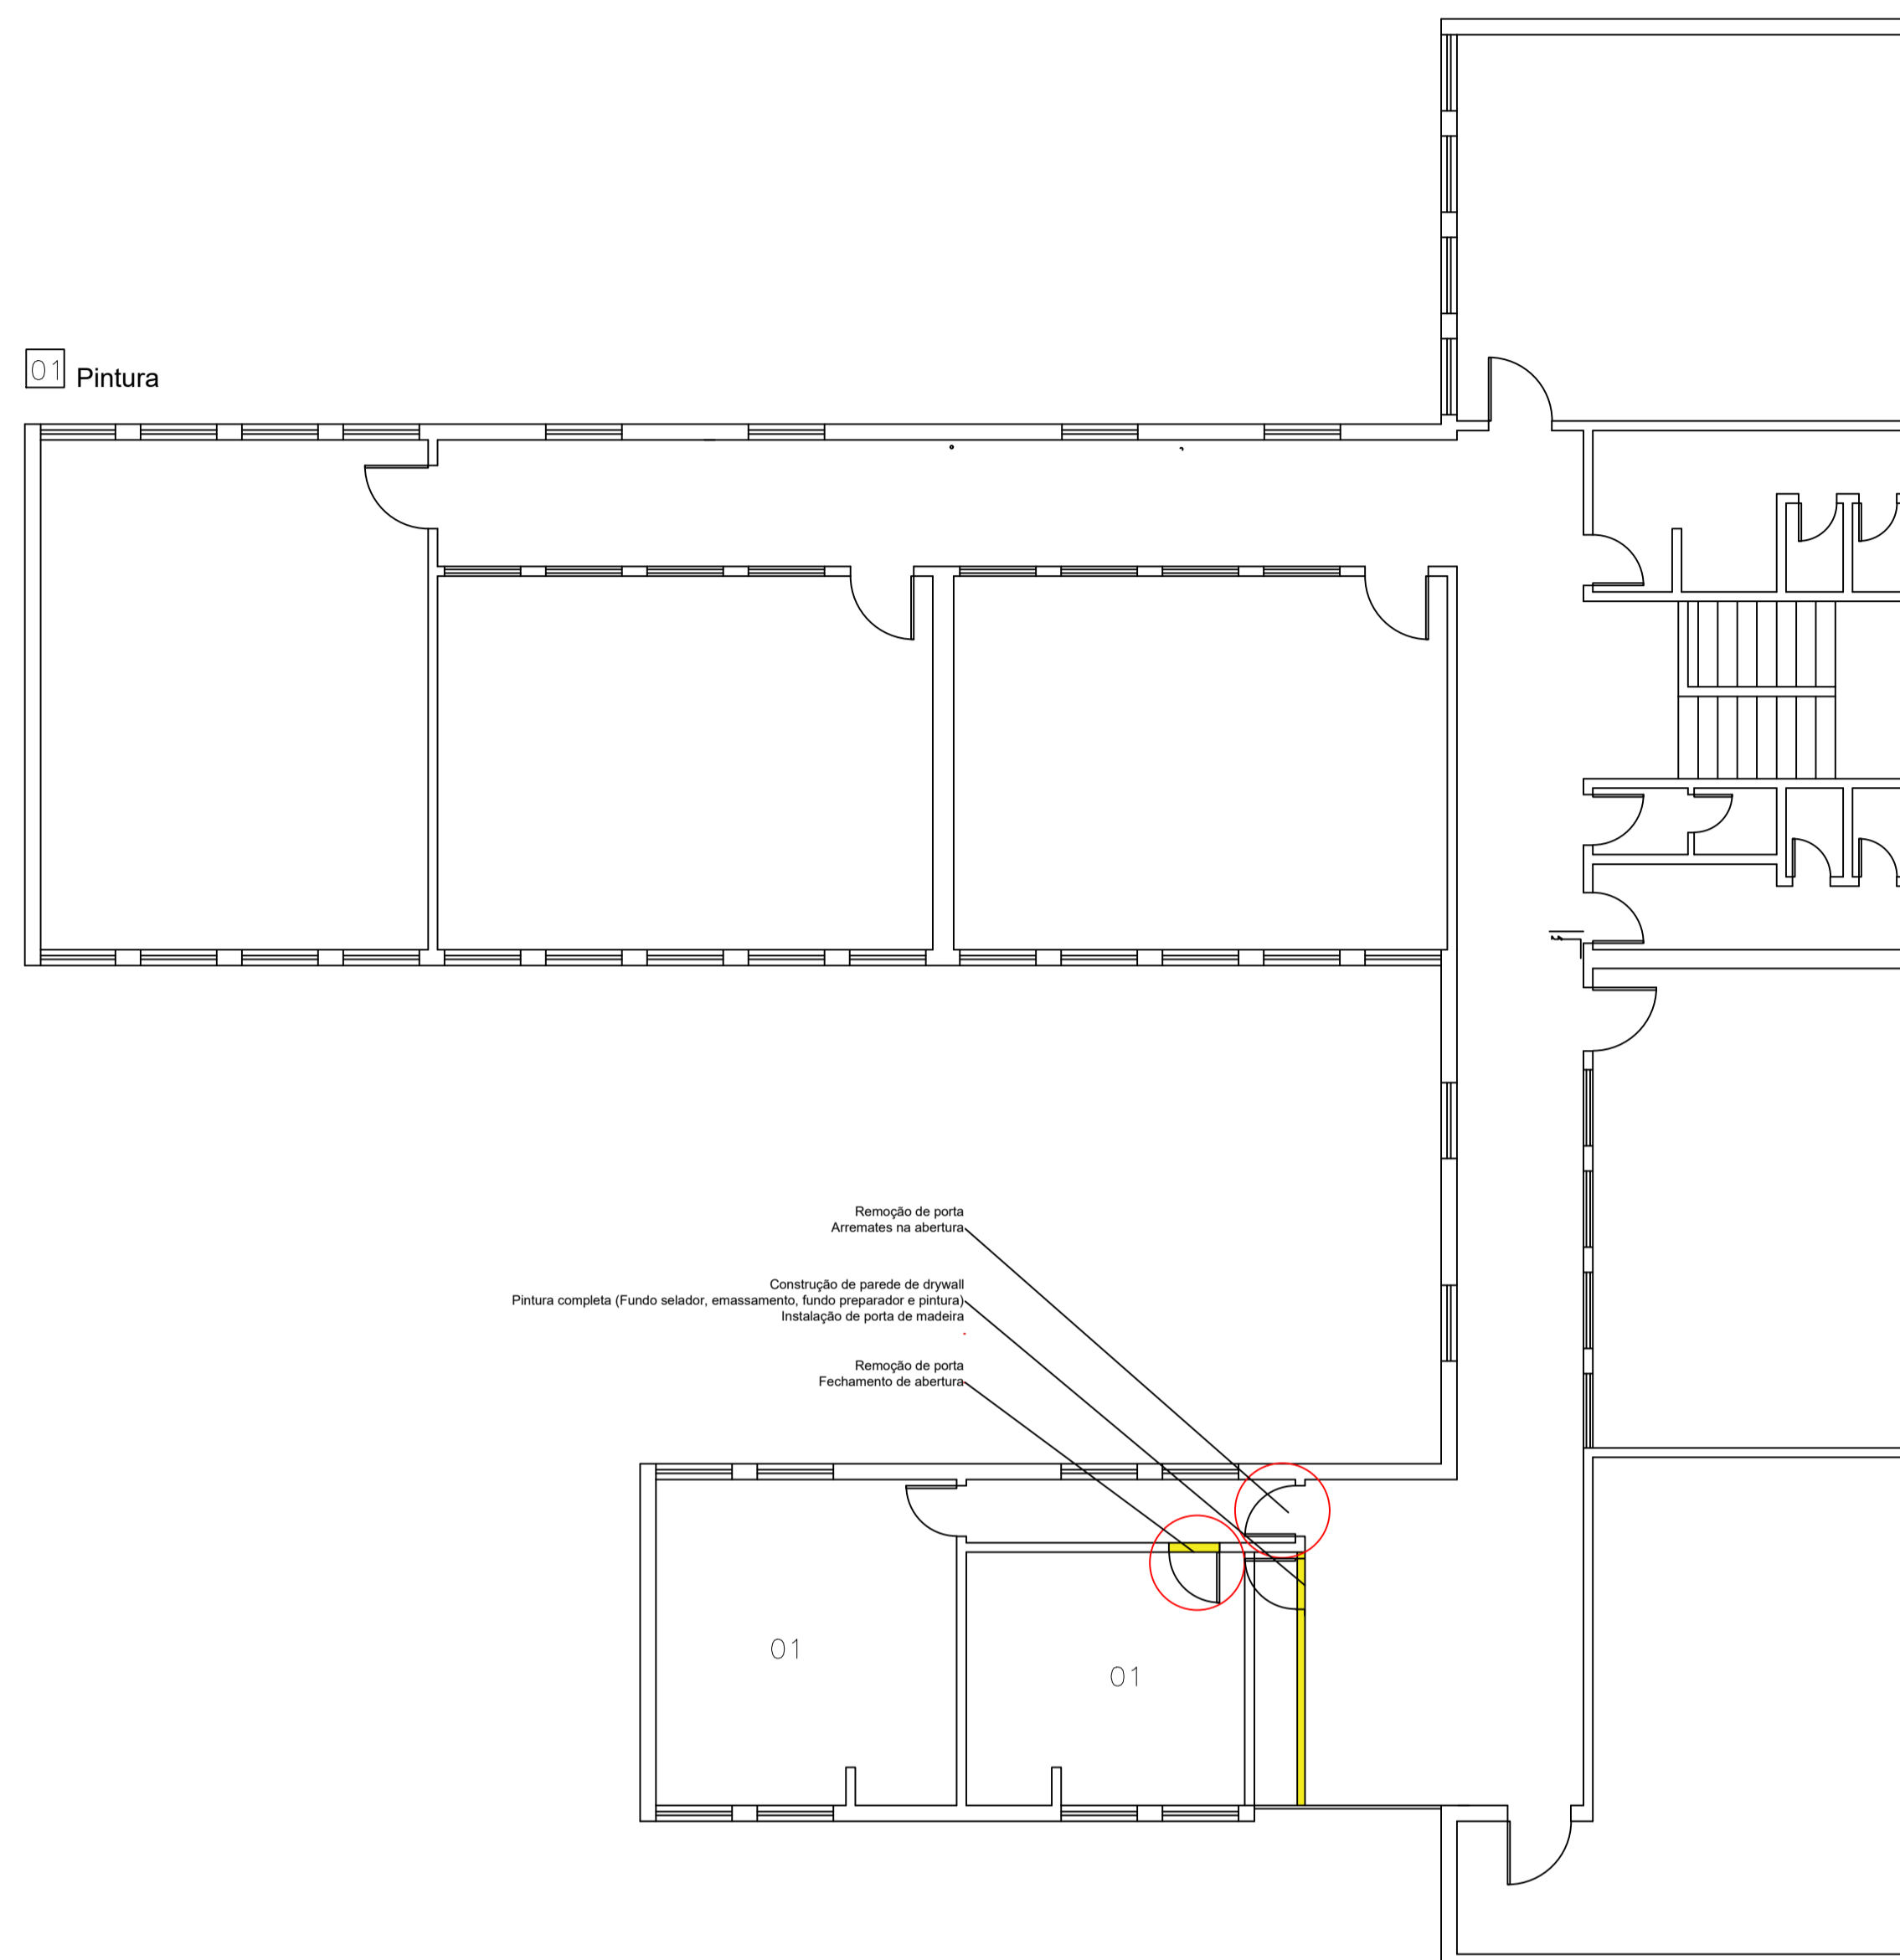 01 Pintura
Remoção de porta
Arremates na abertura
Construção de parede de drywall
Pintura completa (Fundo selador, emassamento, fundo preparador e pintura)
Instalação de porta de madeira
Remoção de porta
Fechamento de abertura
01
01